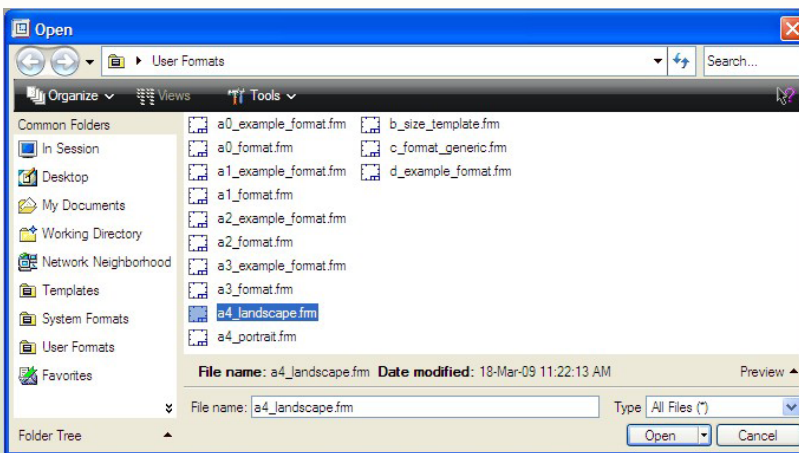 Open
User Formats
Search...
Organize Views Tools
Common Folders
In Session
Desktop
My Documents
Working Directory
Network Neighborhood
Templates
System Formats
User Formats
Favorites
Folder Tree
a0_example_format.frm
a0_format.frm
a1_example_format.frm
a1_format.frm
a2_example_format.frm
a2_format.frm
a3_example_format.frm
a3_format.frm
a4_landscape.frm
a4_portrait.frm
b_size_template.frm
c_format_generic.frm
d_example_format.frm
File name: a4_landscape.frm Date modified: 18-Mar-09 11:22:13 AM Preview
File name: a4_landscape.frm Type All Files (*)
Open Cancel